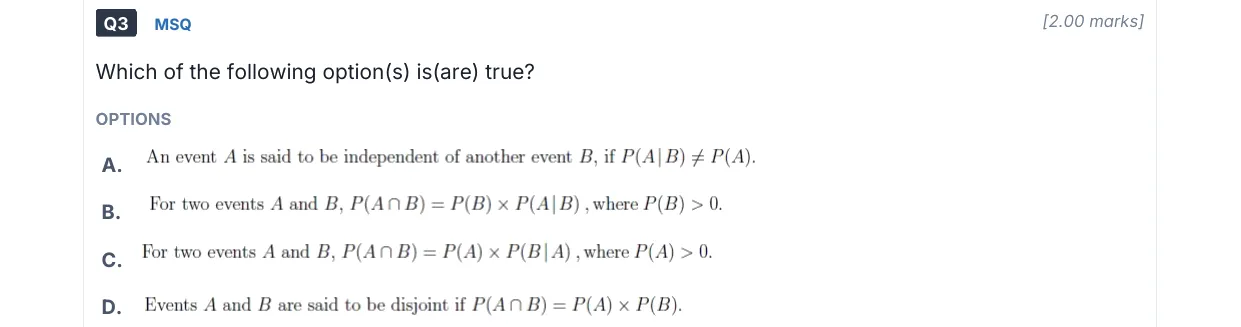 Q3 MSQ [2.00 marks]
Which of the following option(s) is(are) true?
OPTIONS
A. An event A is said to be independent of another event B, if P(A|B) ≠ P(A).
B. For two events A and B, P(A ∩ B) = P(B) × P(A|B) , where P(B) > 0.
C. For two events A and B, P(A ∩ B) = P(A) × P(B|A) , where P(A) > 0.
D. Events A and B are said to be disjoint if P(A ∩ B) = P(A) × P(B).